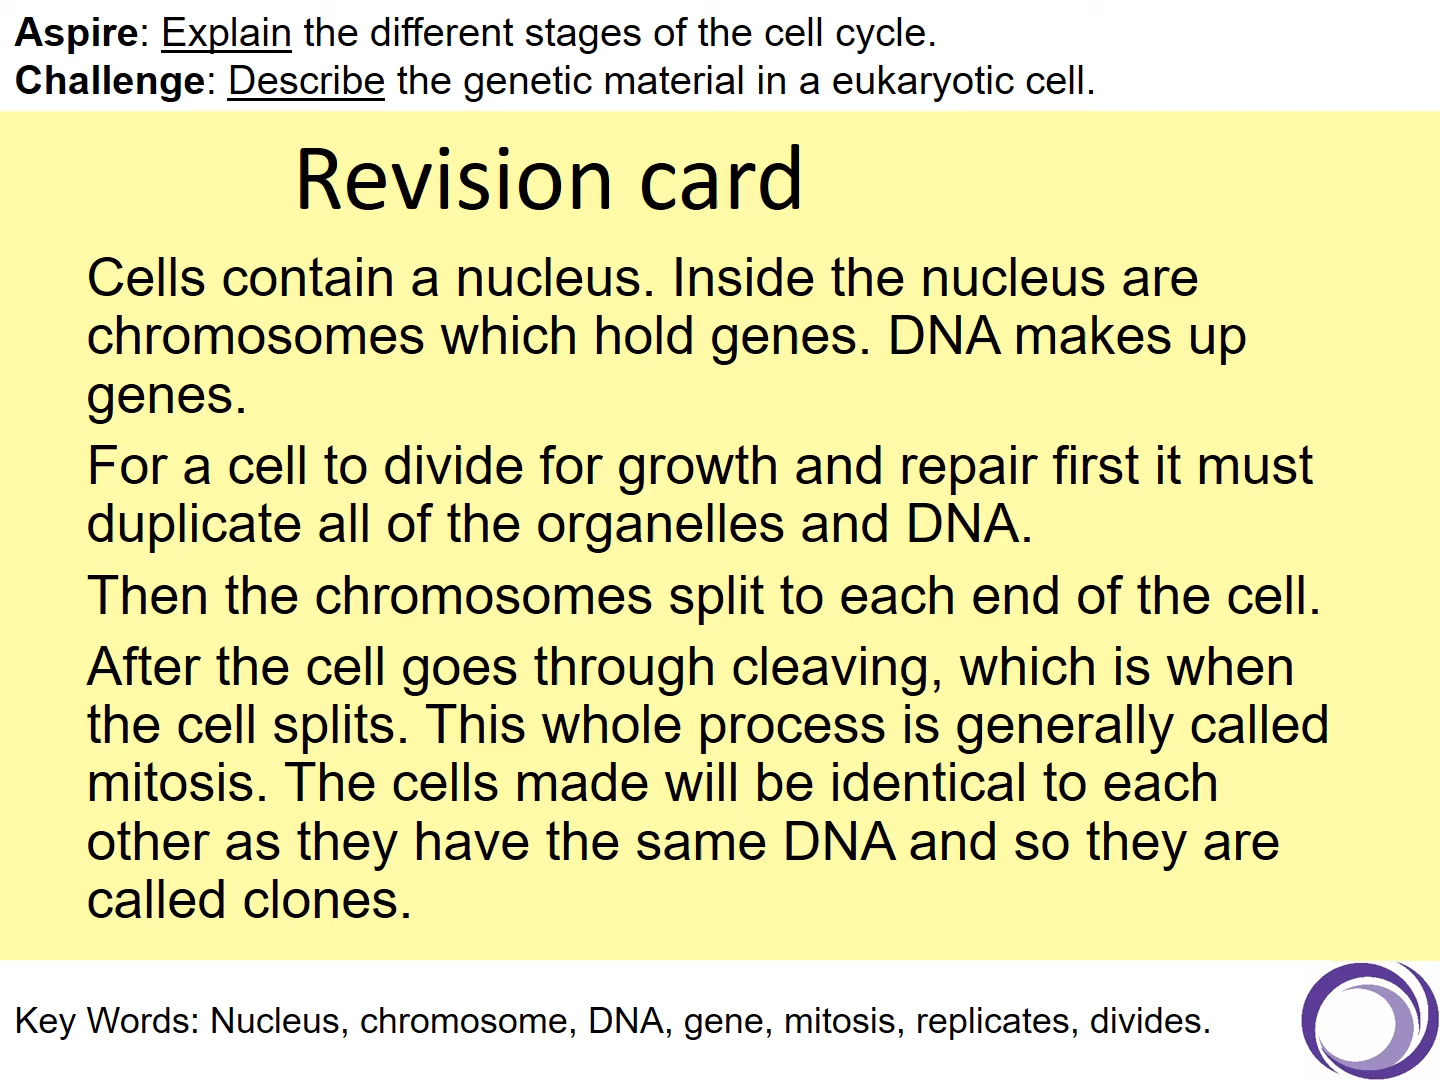 Aspire: Explain the different stages of the cell cycle.
Challenge: Describe the genetic material in a eukaryotic cell.
Revision card
Cells contain a nucleus. Inside the nucleus are
chromosomes which hold genes. DNA makes up
genes.
For a cell to divide for growth and repair first it must
duplicate all of the organelles and DNA.
Then the chromosomes split to each end of the cell.
After the cell goes through cleaving, which is when
the cell splits. This whole process is generally called
mitosis. The cells made will be identical to each
other as they have the same DNA and so they are
called clones.
Key Words: Nucleus, chromosome, DNA, gene, mitosis, replicates, divides.